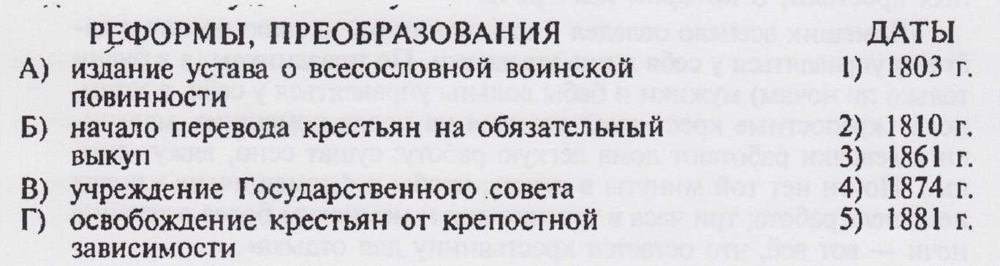 РЕФОРМЫ, ПРЕОБРАЗОВАНИЯ ДАТЫ
А) издание устава о всесословной воинской 1) 1803 г.
повинности
Б) начало перевода крестьян на обязательный 2) 1810 г.
выкуп 3) 1861 г.
В) учреждение Государственного совета 4) 1874 г.
Г) освобождение крестьян от крепостной 5) 1881 г.
зависимости